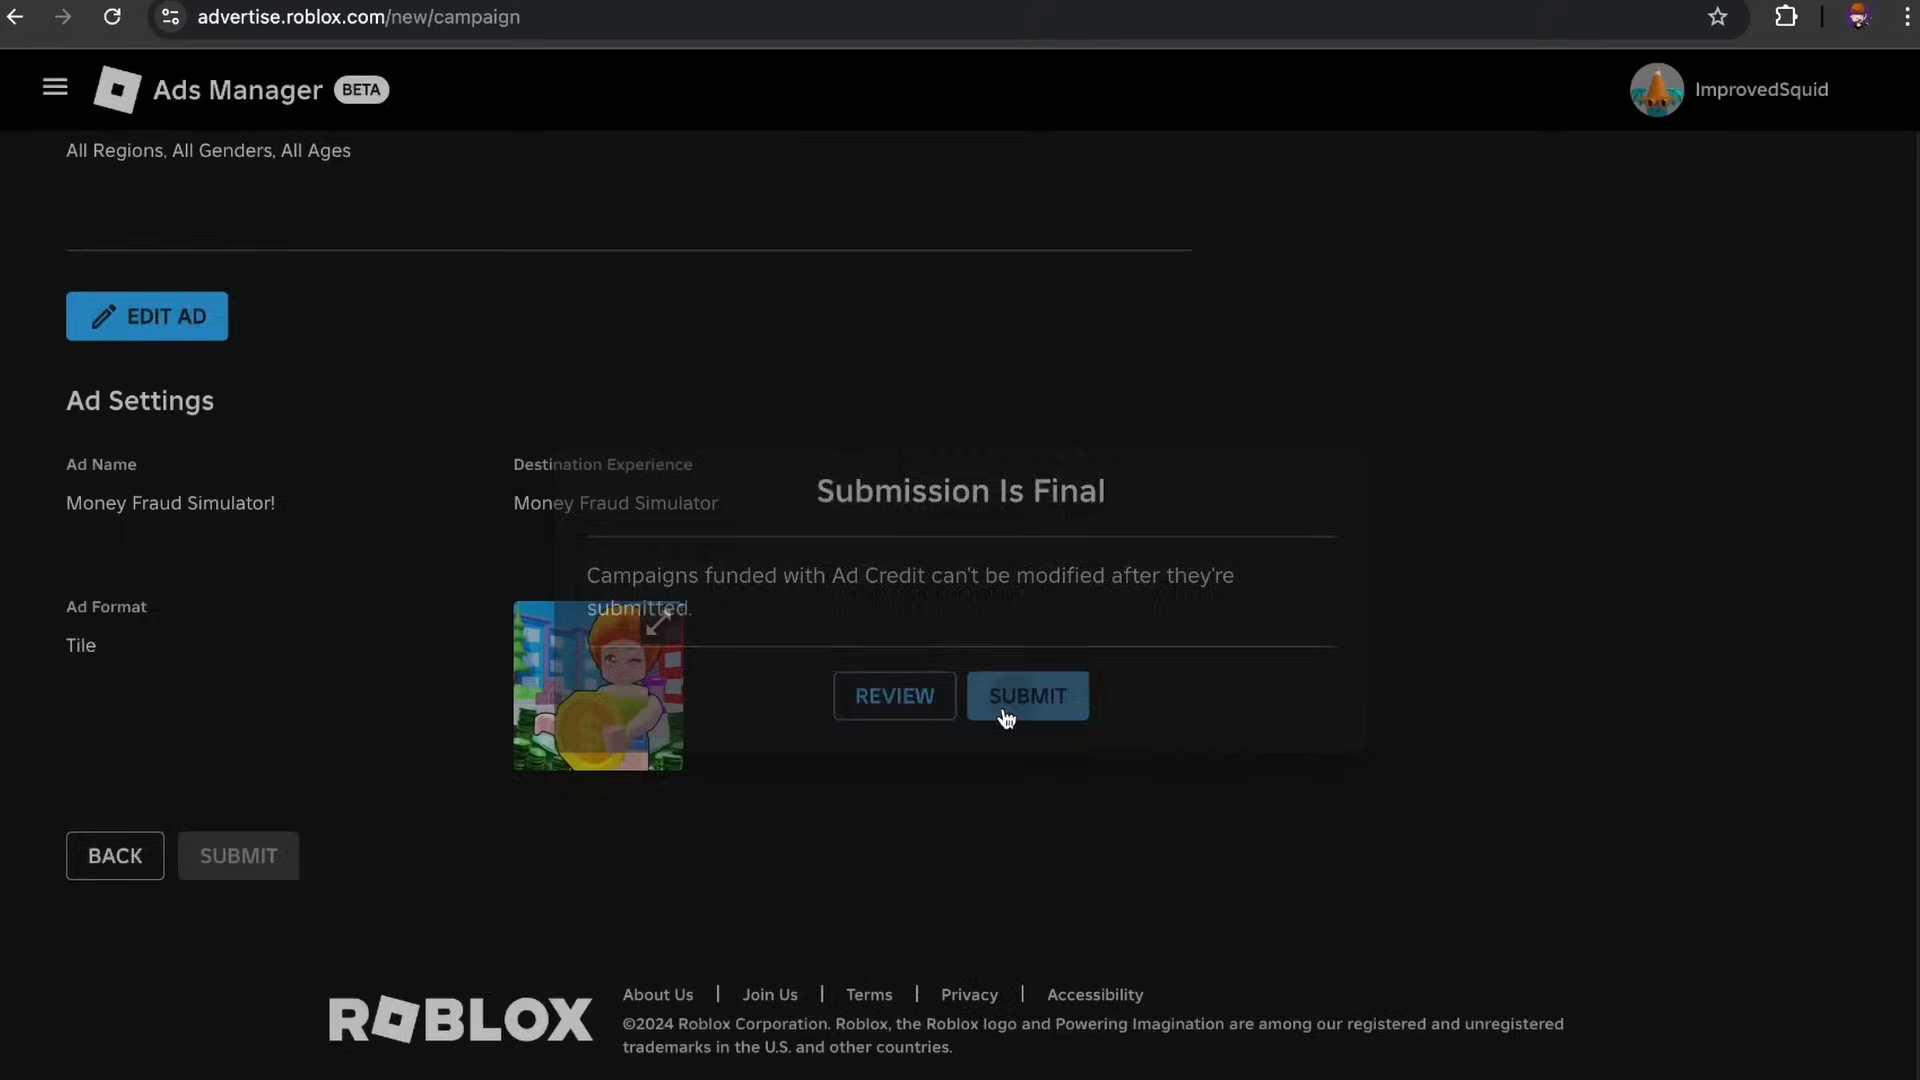 advertise.roblox.com/new/campaign
Ads Manager BETA
ImprovedSquid
All Regions, All Genders, All Ages
EDIT AD
Ad Settings
Ad Name
Destination Experience
Money Fraud Simulator!
Money Fraud Simulator
Submission Is Final
Campaigns funded with Ad Credit can't be modified after they're
submitted.
Ad Format
Tile
REVIEW
SUBMIT
BACK
SUBMIT
ROBLOX
About Us | Join Us | Terms | Privacy | Accessibility
©2024 Roblox Corporation. Roblox, the Roblox logo and Powering Imagination are among our registered and unregistered
trademarks in the U.S. and other countries.